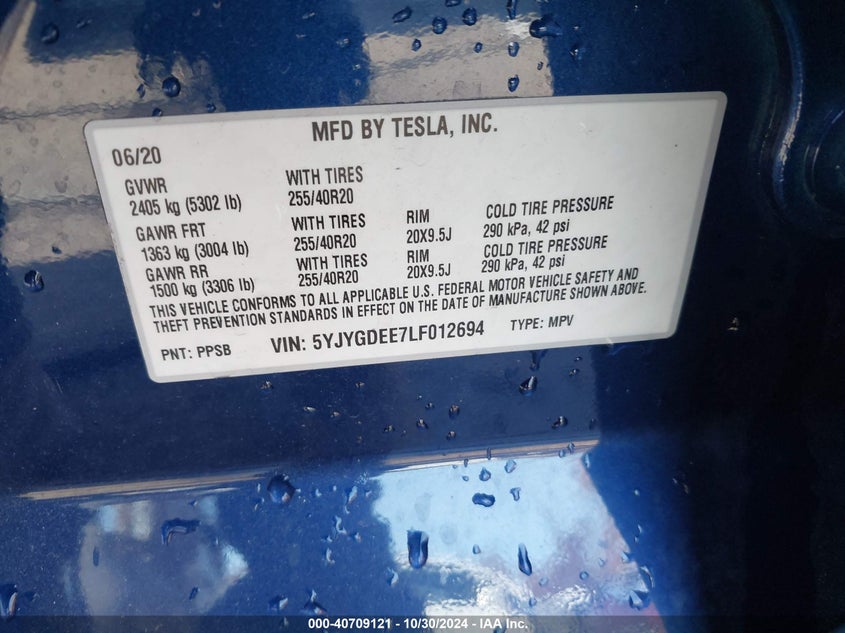 MFD BY TESLA, INC.
06/20
GVWR WITH TIRES
2405 kg (5302 lb) 255/40R20
GAWR FRT WITH TIRES RIM COLD TIRE PRESSURE
1363 kg (3004 lb) 255/40R20 20X9.5J 290 kPa, 42 psi
GAWR RR WITH TIRES RIM COLD TIRE PRESSURE
1500 kg (3306 lb) 255/40R20 20X9.5J 290 kPa, 42 psi
THIS VEHICLE CONFORMS TO ALL APPLICABLE U.S. FEDERAL MOTOR VEHICLE SAFETY AND
THEFT PREVENTION STANDARDS IN EFFECT ON THE DATE OF MANUFACTURE SHOWN ABOVE.
PNT: PPSB VIN: 5YJYGDEE7LF012694 TYPE: MPV
000-40709121 - 10/30/2024 - IAA Inc.